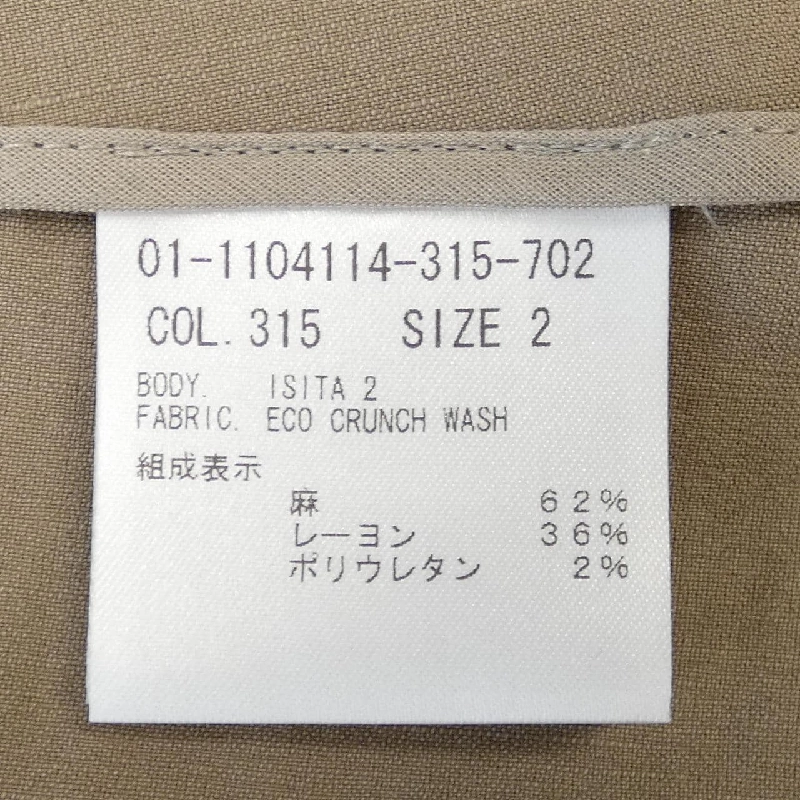 01-1104114-315-702
COL. 315 SIZE 2
BODY. ISITA 2
FABRIC. ECO CRUNCH WASH
組成表示
麻 62%
レーヨン 36%
ポリウレタン 2%